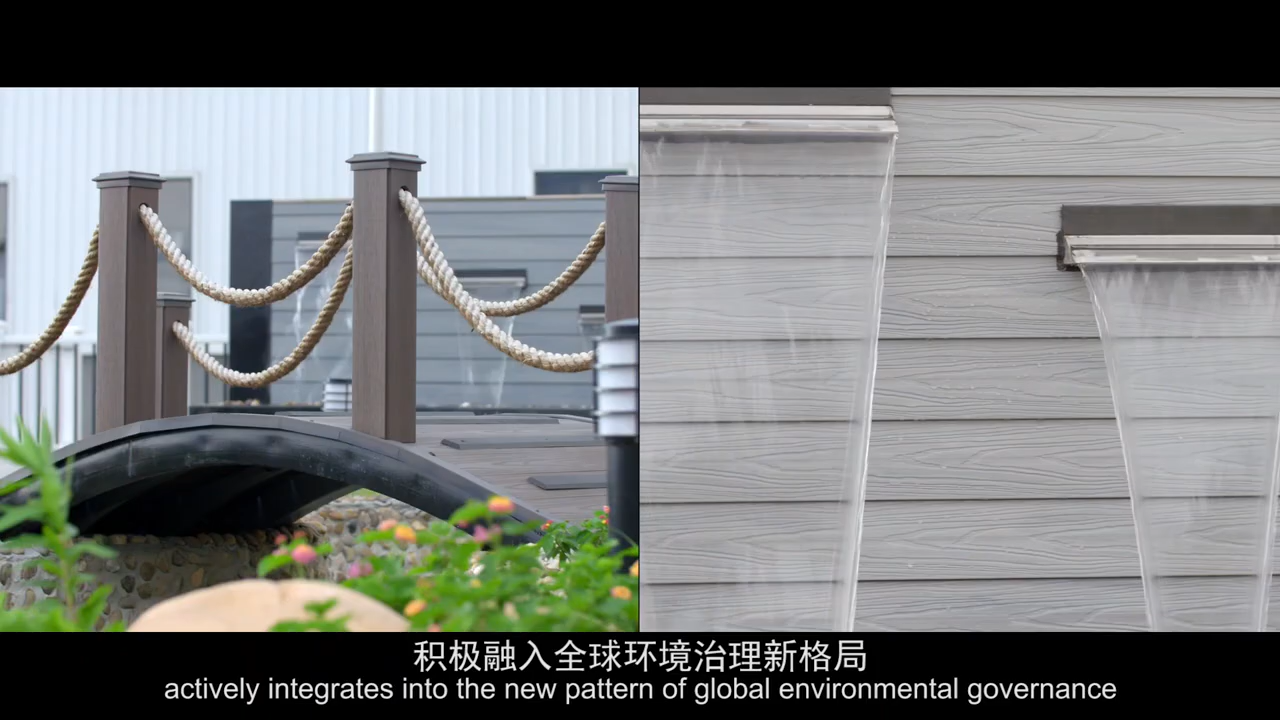 积极融入全球环境治理新格局
actively integrates into the new pattern of global environmental governance